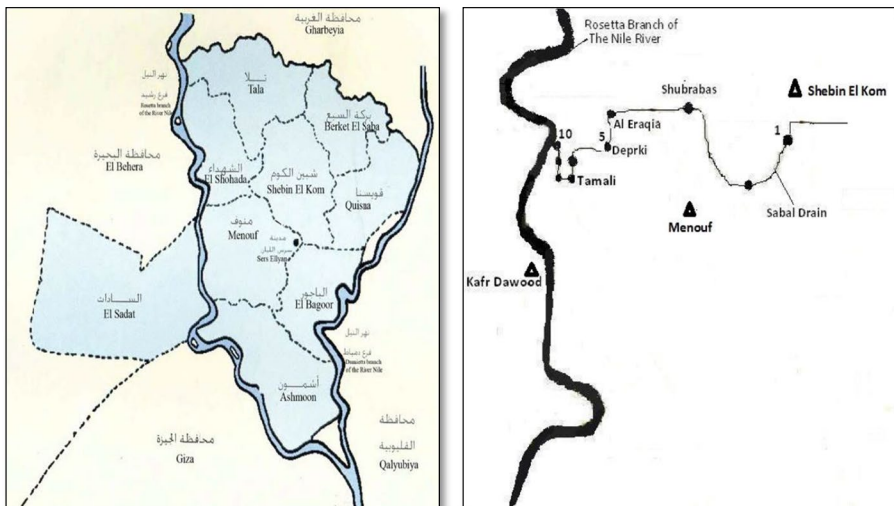 محافظة الغربية
Gharbeyia
تلا
Tala
نهر النيل
فرع رشيد
Rosetta branch
of the River Nile
بركة السبع
Berket El Saba
محافظة البحيرة
El Behera
الشهداء
El Shohada
شبين الكوم
Shebin El Kom
قويسنا
Quisna
منوف
Menouf
مدينة
سرس الليان
Sers Ellyan
السادات
El Sadat
الباجور
El Bagoor
نهر النيل
فرع دمياط
Damietta branch
of the River Nile
أشمون
Ashmoon
محافظة الجيزة
Giza
محافظة
القليوبية
Qalyubiya
Rosetta Branch of
The Nile River
Shubrabas
Shebin El Kom
Al Eraqia
10
5
1
Deprki
Tamali
Sabal Drain
Menouf
Kafr Dawood